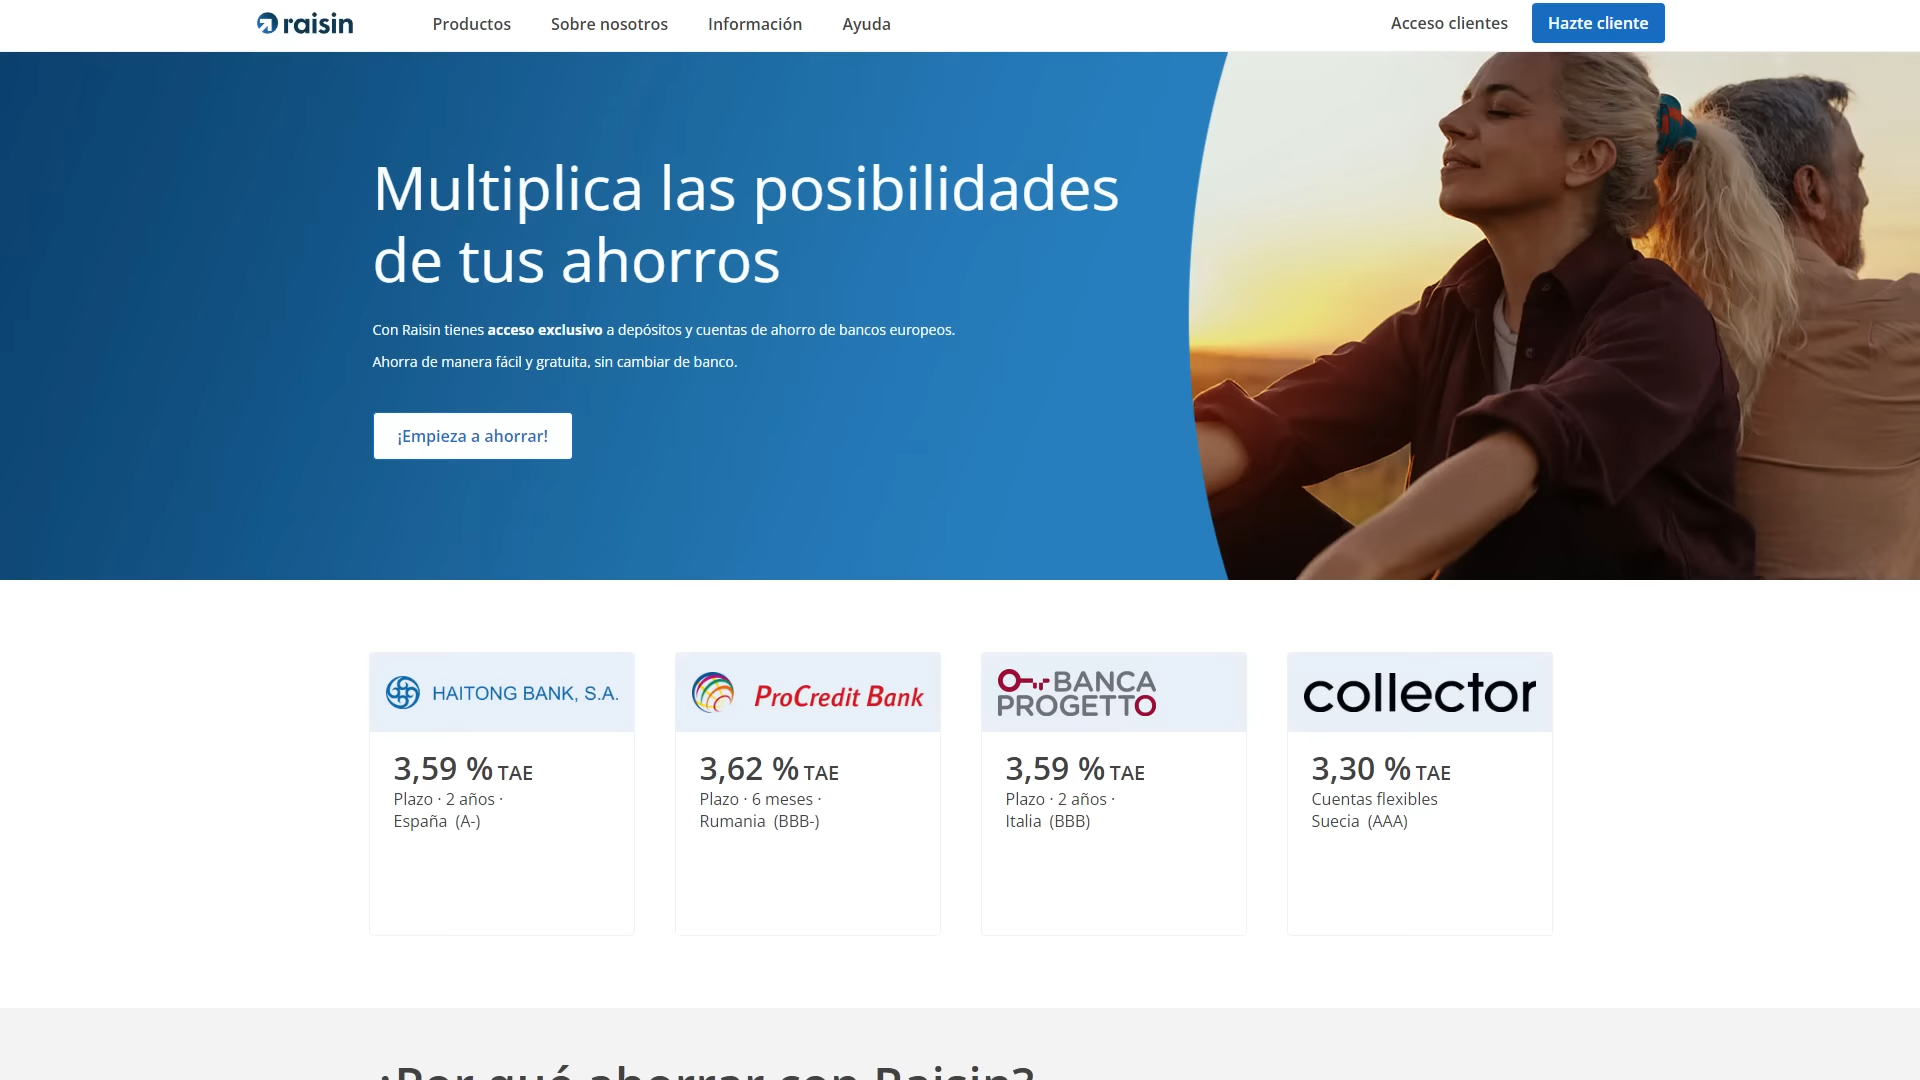 raisin
Productos
Sobre nosotros
Información
Ayuda
Acceso clientes
Hazte cliente
Multiplica las posibilidades
de tus ahorros
Con Raisin tienes acceso exclusivo a depósitos y cuentas de ahorro de bancos europeos.
Ahorra de manera fácil y gratuita, sin cambiar de banco.
¡Empieza a ahorrar!
HAITONG BANK, S.A.
3,59 % TAE
Plazo · 2 años ·
España (A-)
ProCredit Bank
3,62 % TAE
Plazo · 6 meses ·
Rumania (BBB-)
BANCA
PROGETTO
3,59 % TAE
Plazo · 2 años ·
Italia (BBB)
collector
3,30 % TAE
Cuentas flexibles
Suecia (AAA)
¿Por qué ahorrar con Raisin?